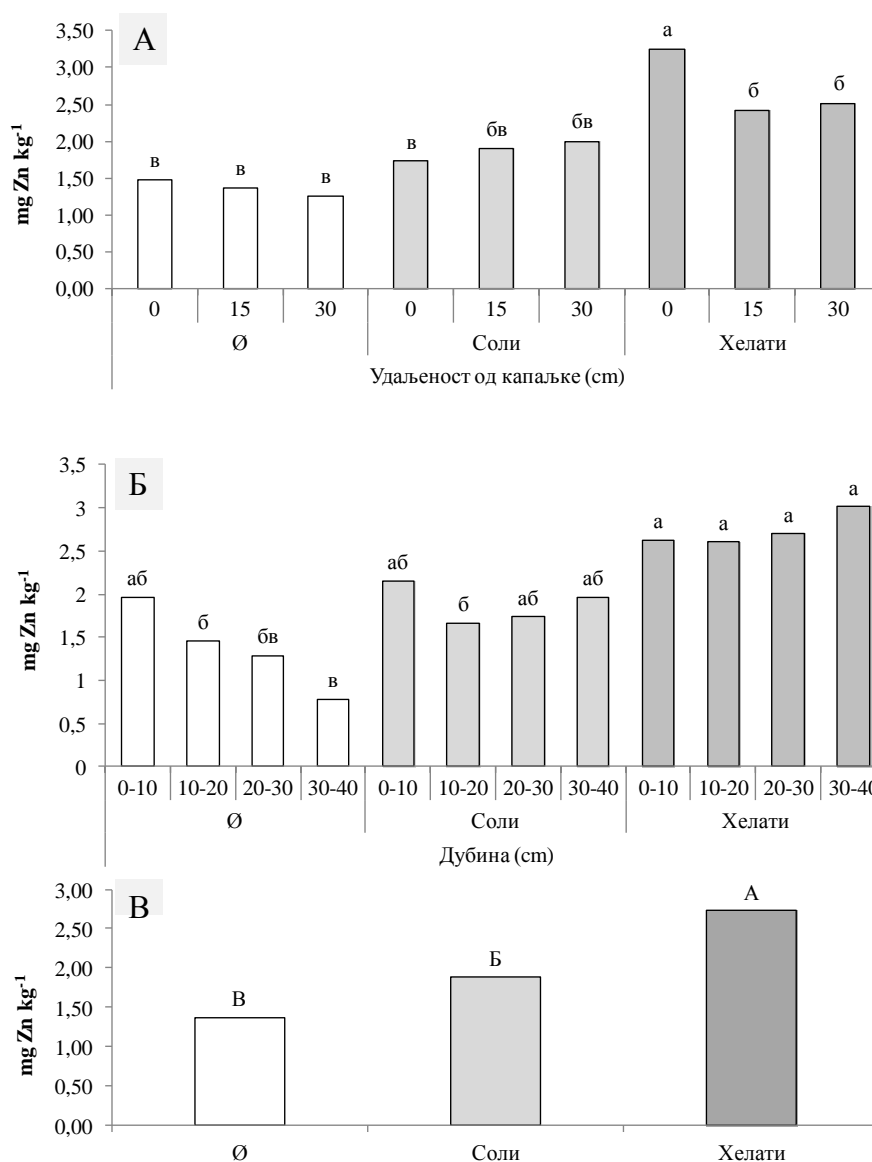 А
mg Zn kg-1
4,00
3,50
3,00
2,50
2,00
1,50
1,00
0,50
0,00
в в в в бв бв а б б
0 15 30 0 15 30 0 15 30
Ø Соли Хелати
Удаљеност од капаљке (cm)
Б
mg Zn kg-1
3,5
3
2,5
2
1,5
1
0,5
0
аб б бв в аб б аб аб а а а а
0-10 10-20 20-30 30-40 0-10 10-20 20-30 30-40 0-10 10-20 20-30 30-40
Ø Соли Хелати
Дубина (cm)
В
mg Zn kg-1
3,00
2,50
2,00
1,50
1,00
0,50
0,00
В Б А
Ø Соли Хелати